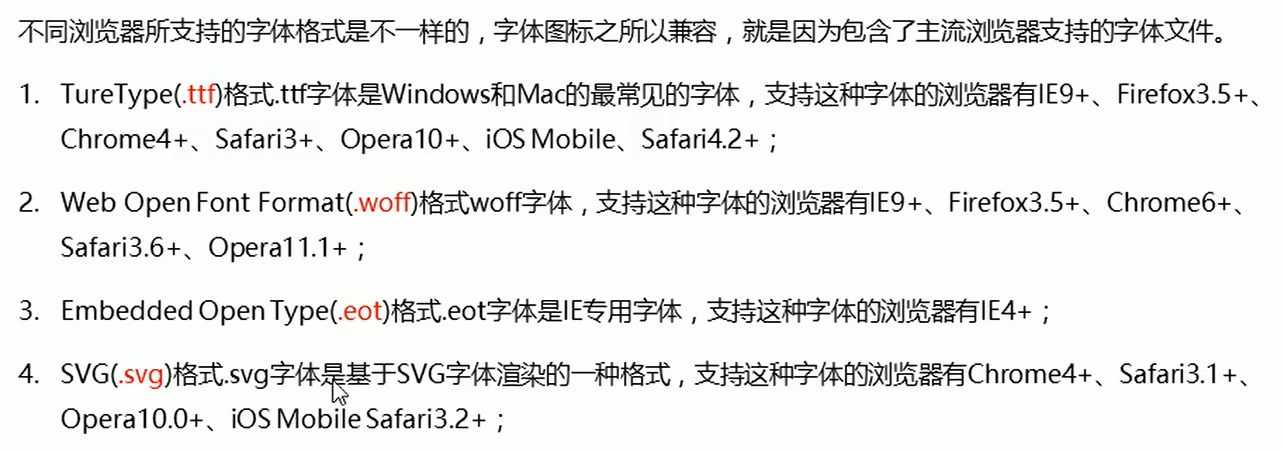 不同浏览器所支持的字体格式是不一样的，字体图标之所以兼容，就是因为包含了主流浏览器支持的字体文件。
1. TureType(.ttf)格式.ttf字体是Windows和Mac的最常见的字体，支持这种字体的浏览器有IE9+、Firefox3.5+、
Chrome4+、Safari3+、Opera10+、iOS Mobile、Safari4.2+；
2. Web Open Font Format(.woff)格式woff字体，支持这种字体的浏览器有IE9+、Firefox3.5+、Chrome6+、
Safari3.6+、Opera11.1+；
3. Embedded Open Type(.eot)格式.eot字体是IE专用字体，支持这种字体的浏览器有IE4+；
4. SVG(.svg)格式.svg字体是基于SVG字体渲染的一种格式，支持这种字体的浏览器有Chrome4+、Safari3.1+、
Opera10.0+、iOS Mobile Safari3.2+；